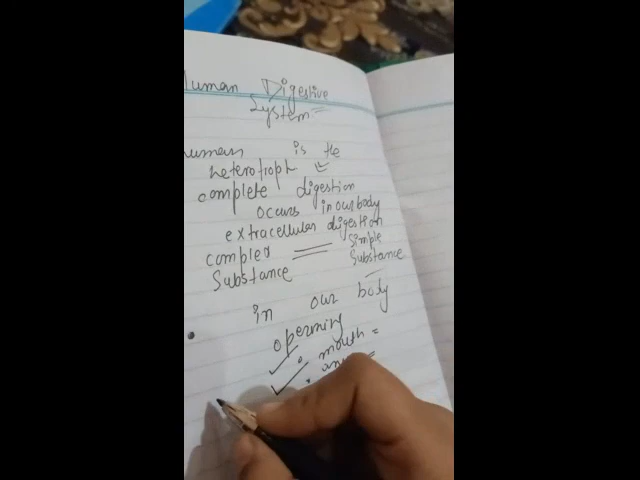 Human Digestive
System
Human is the
heterotroph
complete digestion
occurs in our body
extracellular digestion
complex simple
Substance Substance
in our body
opening
mouth